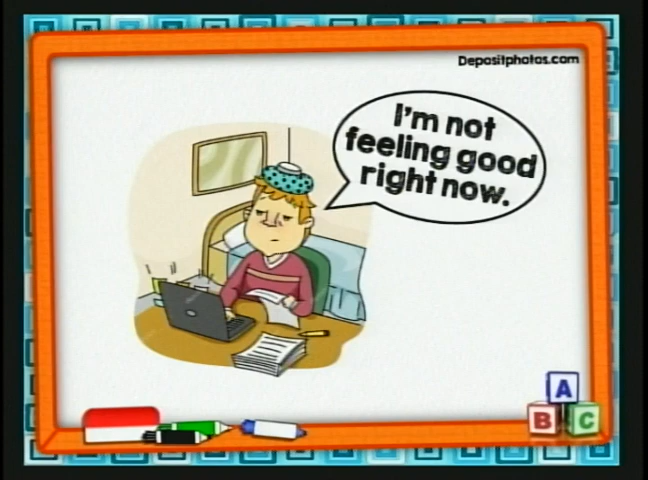 Depositphotos.com
I'm not
feeling good
right now.
A
B C